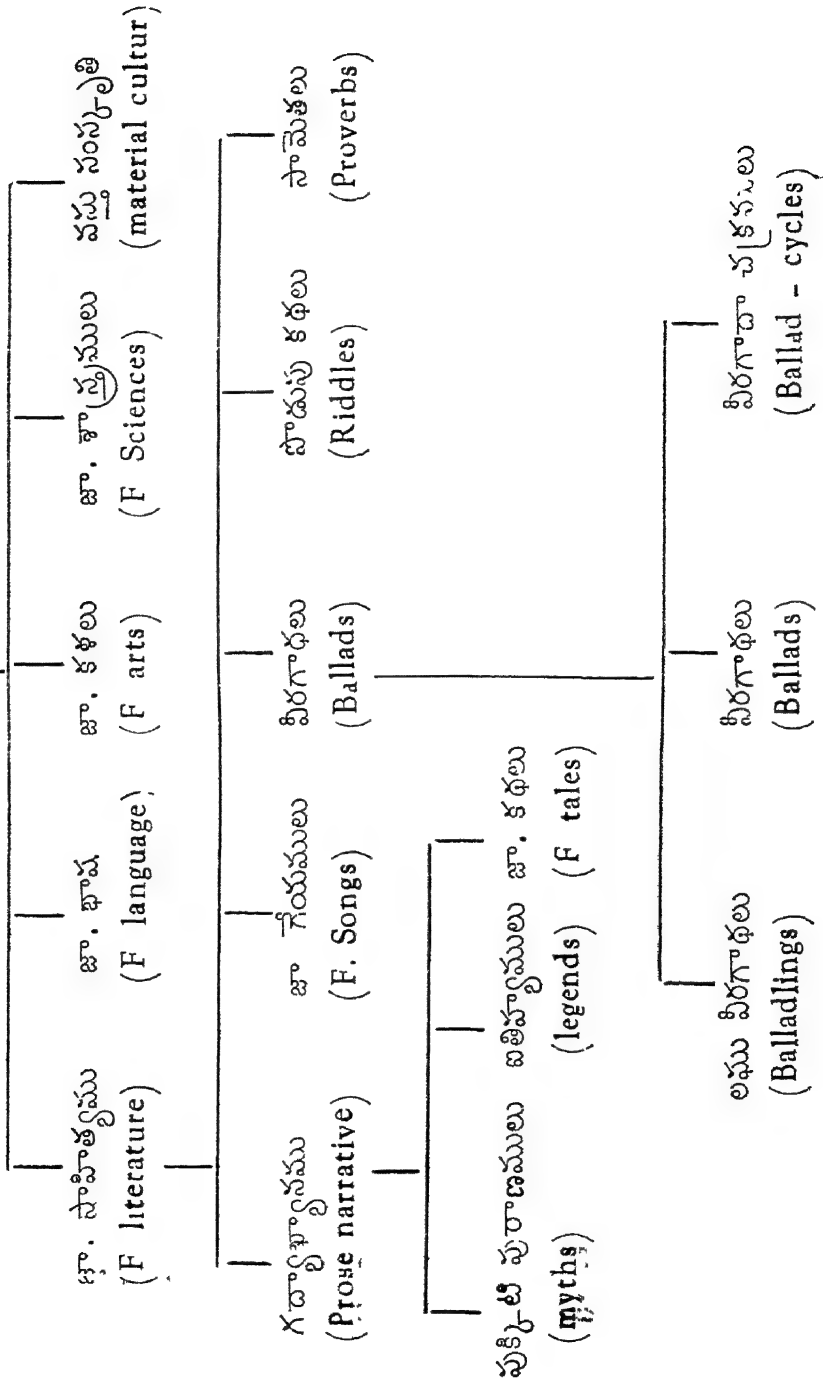 జా. సాహిత్యము
(F literature)
జా. భాష
(F language)
జా. కళలు
(F arts)
జా. శాస్త్రములు
(F Sciences)
వస్తు సంస్కృతి
(material cultur)
గద్యాఖ్యానము
(Prose narrative)
జా గేయములు
(F. Songs)
వీరగాథలు
(Ballads)
పొడుపు కథలు
(Riddles)
సామెతలు
(Proverbs)
పుక్కిటి పురాణములు
(myths)
ఐతిహ్యములు
(legends)
జా. కథలు
(F tales)
లఘు వీరగాథలు
(Balladlings)
వీరగాథలు
(Ballads)
వీరగాథా చక్రములు
(Ballad - cycles)